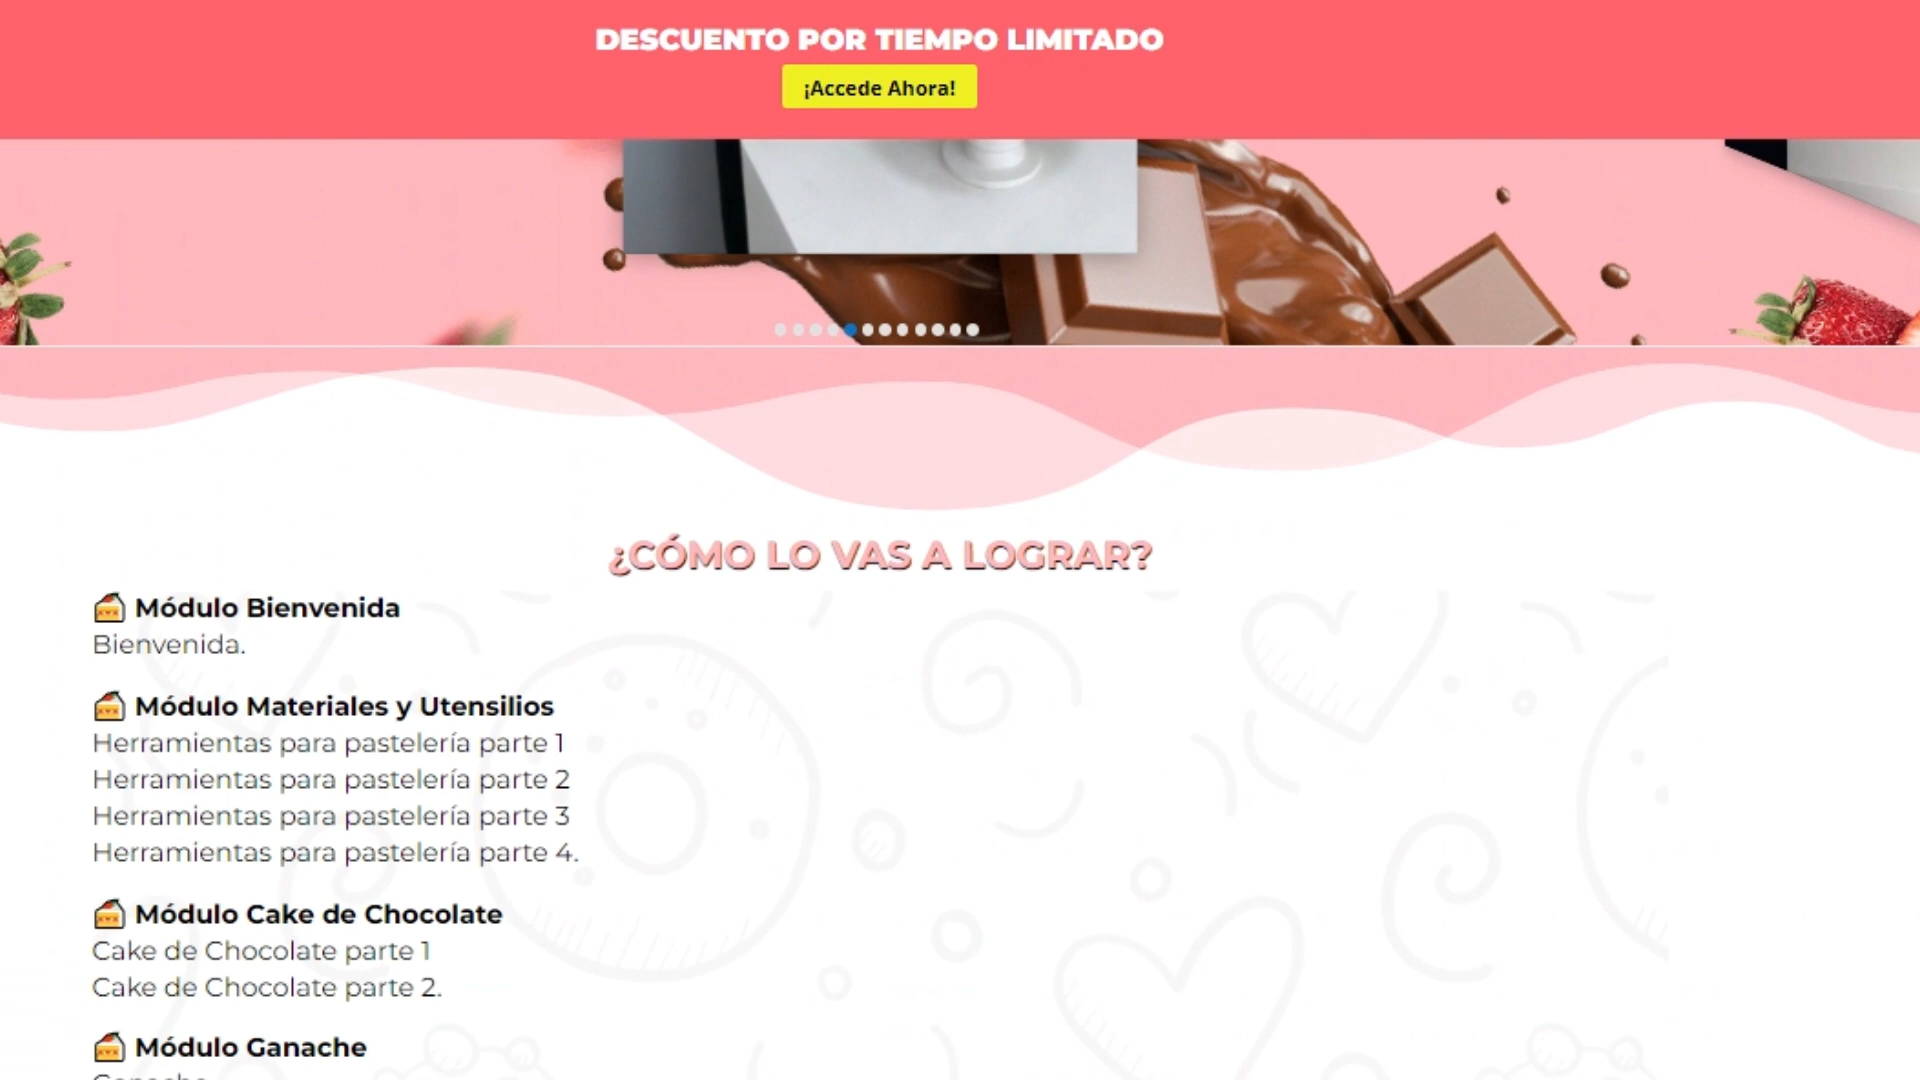 DESCUENTO POR TIEMPO LIMITADO
¡Accede Ahora!
¿CÓMO LO VAS A LOGRAR?
Módulo Bienvenida
Bienvenida.
Módulo Materiales y Utensilios
Herramientas para pastelería parte 1
Herramientas para pastelería parte 2
Herramientas para pastelería parte 3
Herramientas para pastelería parte 4.
Módulo Cake de Chocolate
Cake de Chocolate parte 1
Cake de Chocolate parte 2.
Módulo Ganache